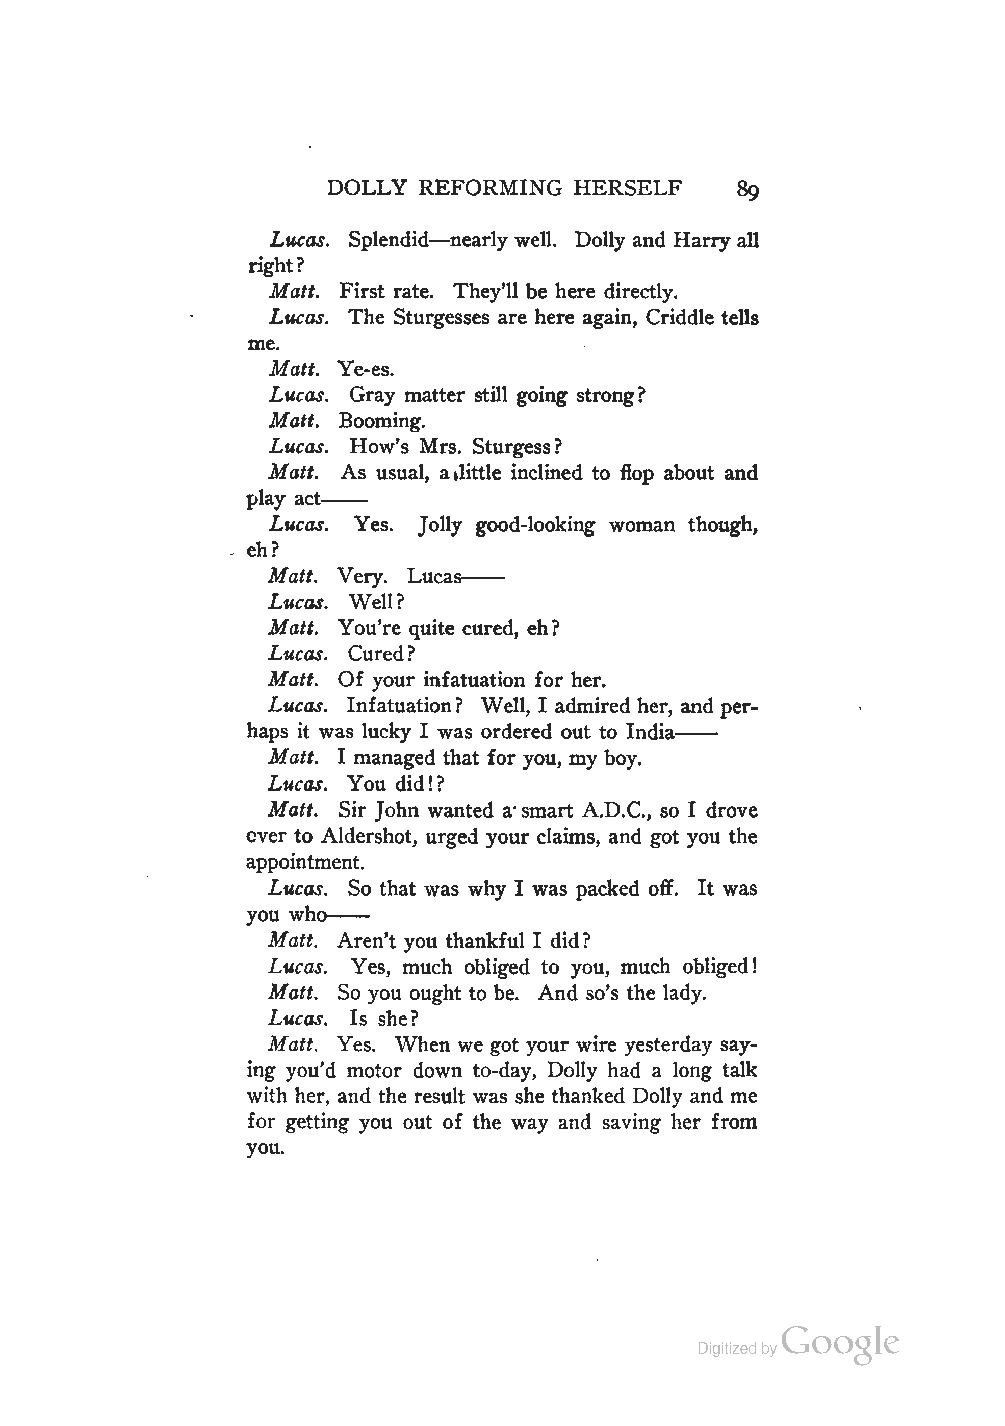 DOLLY REFORMING HERSELF 89
Lucas. Splendid—nearly well. Dolly and Harry all
right?
Matt. First rate. They'll be here directly.
Lucas. The Sturgesses are here again, Criddle tells
me.
Matt. Ye-es.
Lucas. Gray matter still going strong?
Matt. Booming.
Lucas. How's Mrs. Sturgess?
Matt. As usual, a little inclined to flop about and
play act——
Lucas. Yes. Jolly good-looking woman though,
eh?
Matt. Very. Lucas——
Lucas. Well?
Matt. You're quite cured, eh?
Lucas. Cured?
Matt. Of your infatuation for her.
Lucas. Infatuation? Well, I admired her, and per-
haps it was lucky I was ordered out to India——
Matt. I managed that for you, my boy.
Lucas. You did!?
Matt. Sir John wanted a smart A.D.C., so I drove
over to Aldershot, urged your claims, and got you the
appointment.
Lucas. So that was why I was packed off. It was
you who——
Matt. Aren't you thankful I did?
Lucas. Yes, much obliged to you, much obliged!
Matt. So you ought to be. And so's the lady.
Lucas. Is she?
Matt. Yes. When we got your wire yesterday say-
ing you'd motor down to-day, Dolly had a long talk
with her, and the result was she thanked Dolly and me
for getting you out of the way and saving her from
you.
Digitized by Google